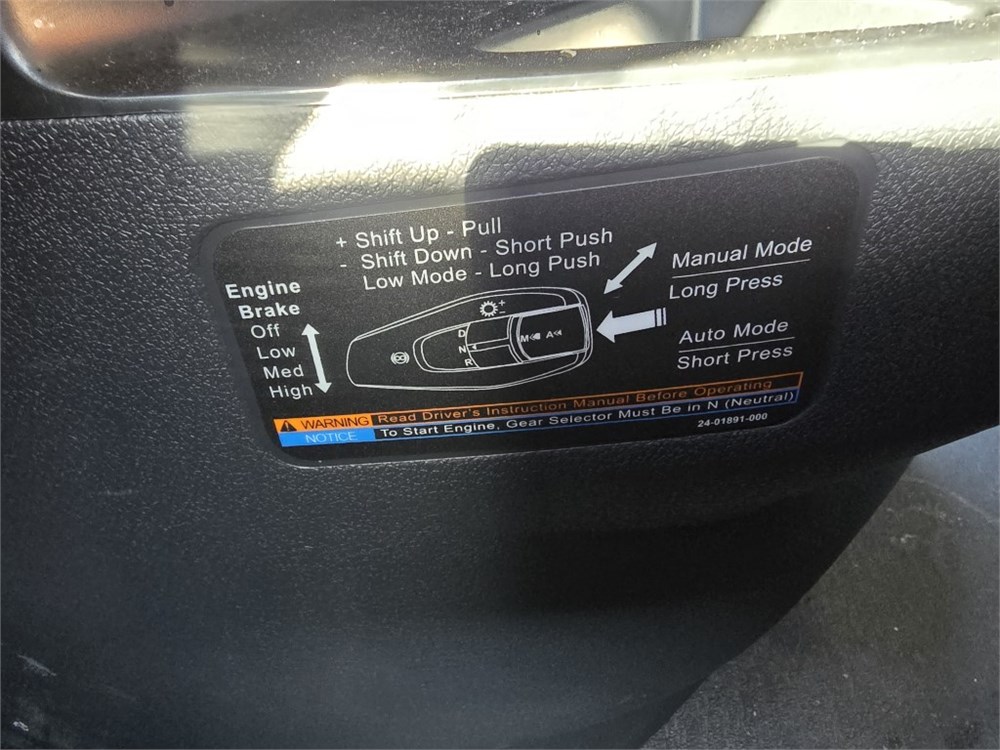 + Shift Up - Pull
- Shift Down - Short Push
Low Mode - Long Push
Engine
Brake
Off
Low
Med
High
D
N
R
+
-
M
A
Manual Mode
Long Press
Auto Mode
Short Press
WARNING Read Driver's Instruction Manual Before Operating
NOTICE To Start Engine, Gear Selector Must Be in N (Neutral)
24-01891-000